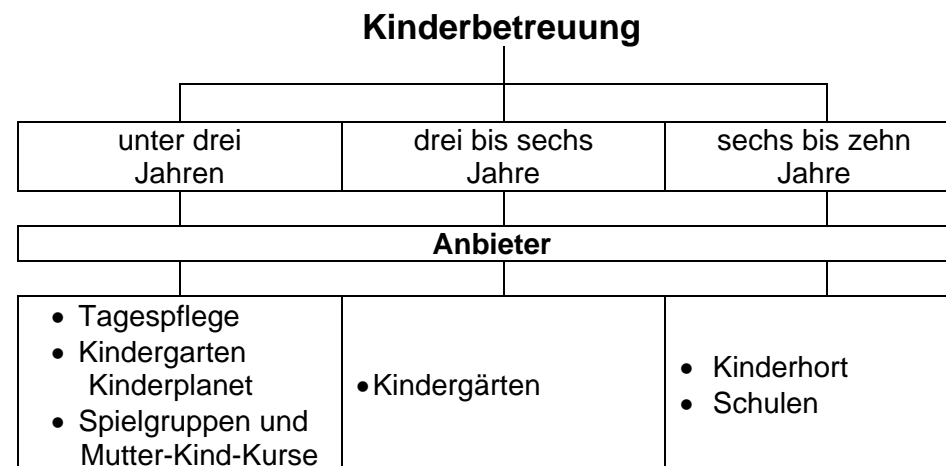 Kinderbetreuung
unter drei
Jahren
drei bis sechs
Jahre
sechs bis zehn
Jahre
Anbieter
• Tagespflege
• Kindergarten
Kinderplanet
• Spielgruppen und
Mutter-Kind-Kurse
• Kindergärten
• Kinderhort
• Schulen